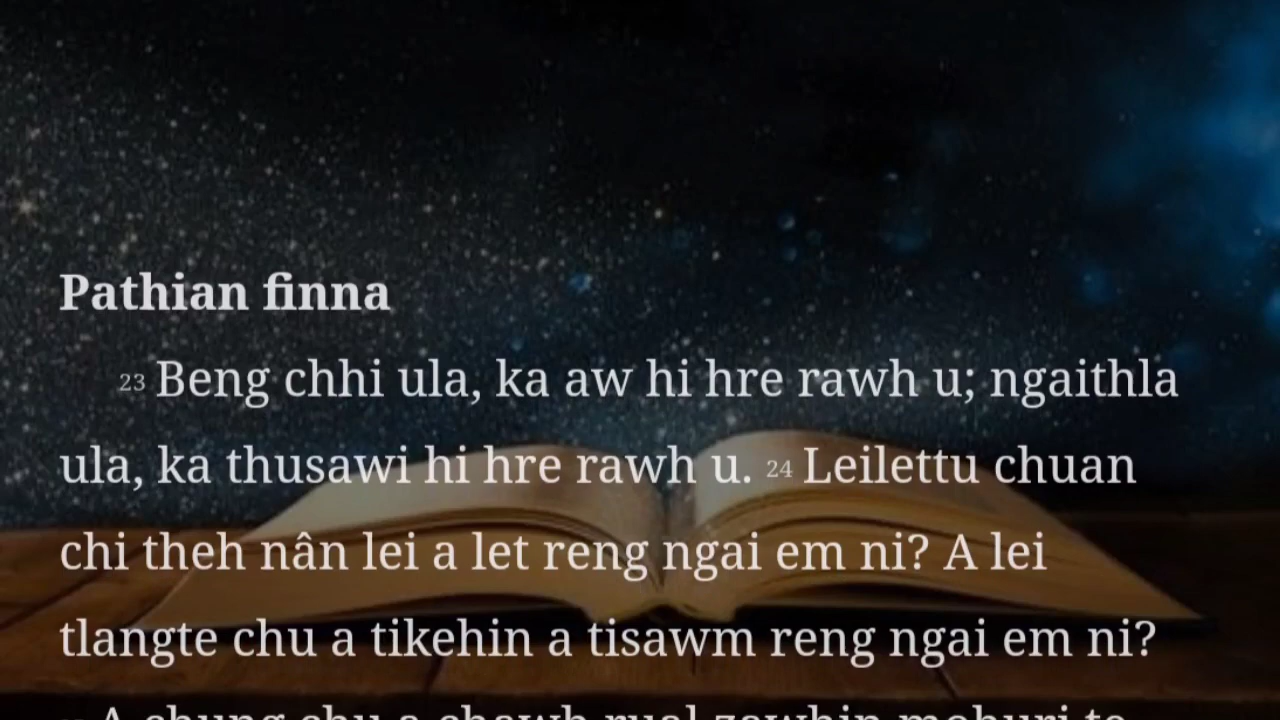 Pathian finna
23 Beng chhi ula, ka aw hi hre rawh u; ngaithla
ula, ka thusawi hi hre rawh u. 24 Leilettu chuan
chi theh nân lei a let reng ngai em ni? A lei
tlangte chu a tikehin a tisawm reng ngai em ni?